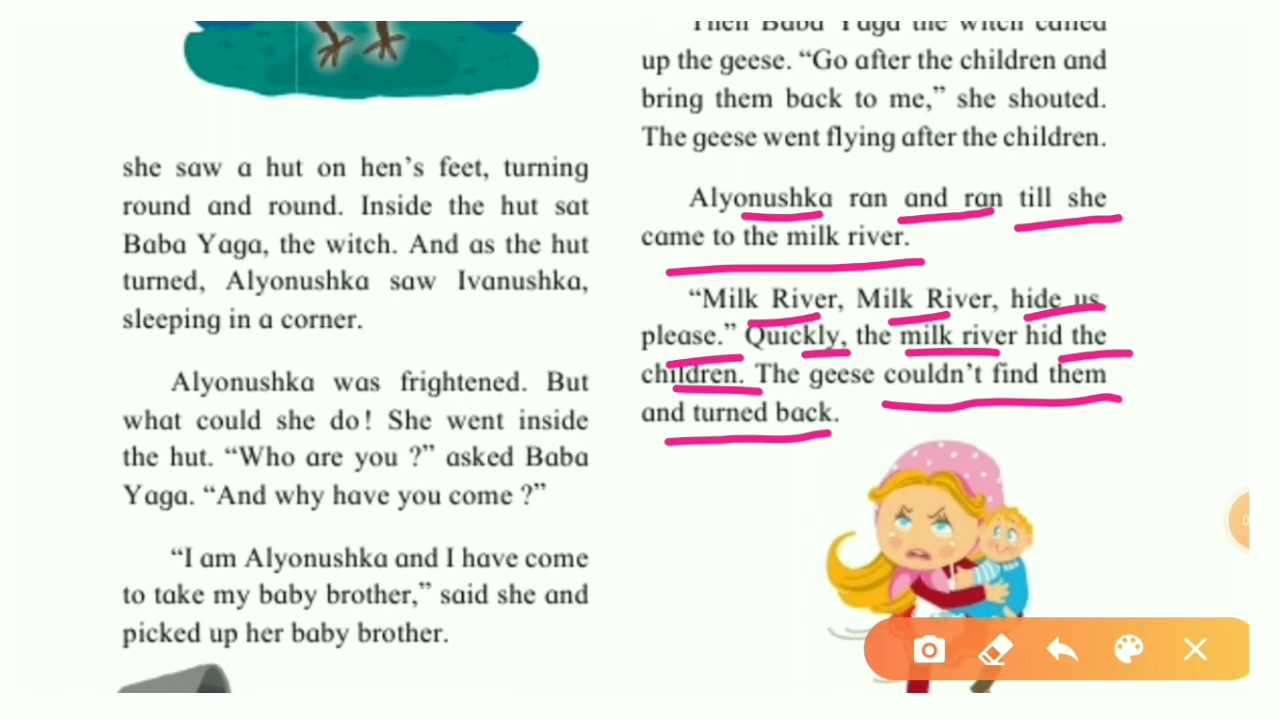 she saw a hut on hen's feet, turning
round and round. Inside the hut sat
Baba Yaga, the witch. And as the hut
turned, Alyonushka saw Ivanushka,
sleeping in a corner.
Alyonushka was frightened. But
what could she do! She went inside
the hut. “Who are you ?” asked Baba
Yaga. “And why have you come ?”
“I am Alyonushka and I have come
to take my baby brother,” said she and
picked up her baby brother.
Then Baba Yaga the witch called
up the geese. “Go after the children and
bring them back to me,” she shouted.
The geese went flying after the children.
Alyonushka ran and ran till she
came to the milk river.
“Milk River, Milk River, hide us
please.” Quickly, the milk river hid the
children. The geese couldn't find them
and turned back.